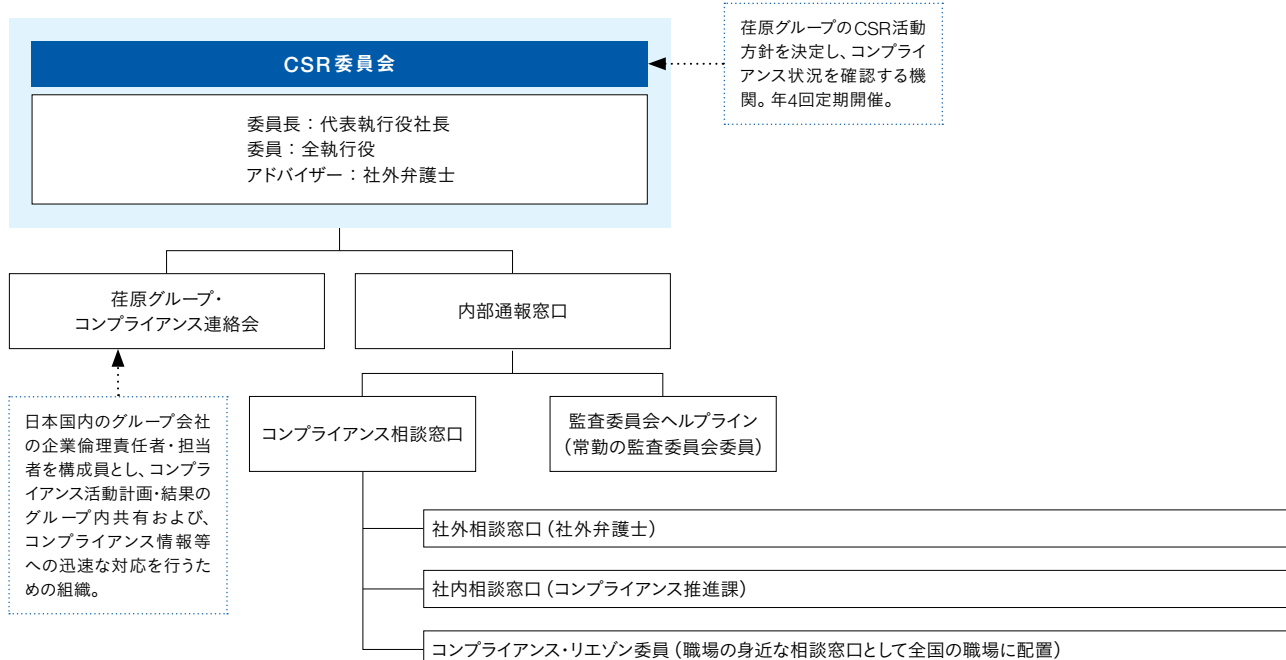 CSR委員会
委員長：代表執行役社長
委員：全執行役
アドバイザー：社外弁護士
荏原グループのCSR活動
方針を決定し、コンプライ
アンス状況を確認する機
関。年4回定期開催。
荏原グループ・
コンプライアンス連絡会
内部通報窓口
日本国内のグループ会社
の企業倫理責任者・担当
者を構成員とし、コンプラ
イアンス活動計画・結果の
グループ内共有および、
コンプライアンス情報等
への迅速な対応を行うた
めの組織。
コンプライアンス相談窓口
監査委員会ヘルプライン
（常勤の監査委員会委員）
社外相談窓口（社外弁護士）
社内相談窓口（コンプライアンス推進課）
コンプライアンス・リエゾン委員（職場の身近な相談窓口として全国の職場に配置）